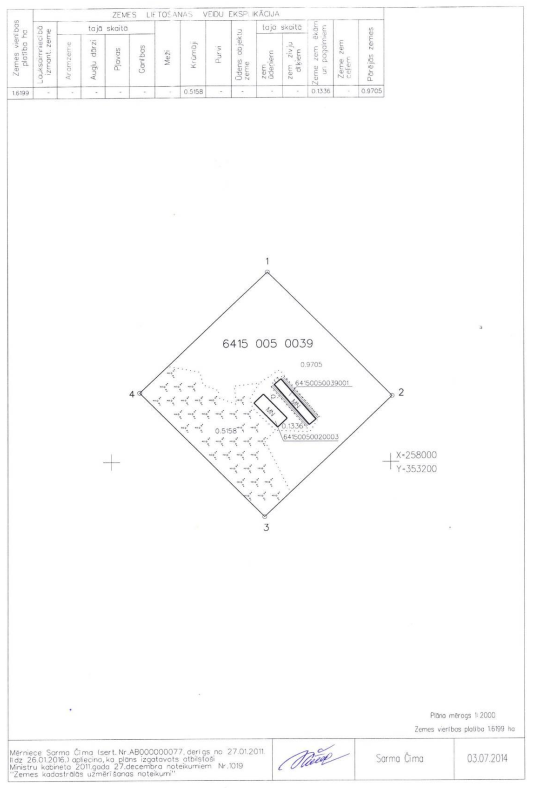 ZEMES LIETOŠANAS VEIDU EKSPLIKĀCIJA
Zemes vienības platība ha
Lauksaimniecībā izmant. zeme
tajā skaitā
Aramzeme
Augļu dārzi
Pļavas
Ganības
Meži
Krūmāji
Purvi
Ūdens objektu zeme
tajā skaitā
zem ūdeņiem
zem zivju dīķiem
Zeme zem ēkām un pagalmiem
Zeme zem ceļiem
Pārējās zemes
1.6199 - - - - - - 0.5158 - - - - 0.1336 - 0.9705
1
6415 005 0039
0.9705
64150050039001
2
4
MN
MN
0.1336
0.5158
64150050020003
X=258000
Y=353200
3
Plāna mērogs 1:2000
Zemes vienības platība 1.6199 ha
Mērniece Sarma Čīma (sert. Nr.AB000000077, derīgs no 27.01.2011.
līdz 26.01.2016.) apliecina, ka plāns izgatavots atbilstoši
Ministru kabineta 2011.gada 27.decembra noteikumiem Nr.1019
"Zemes kadastrālās uzmērīšanas noteikumi"
Sarma Čīma
03.07.2014